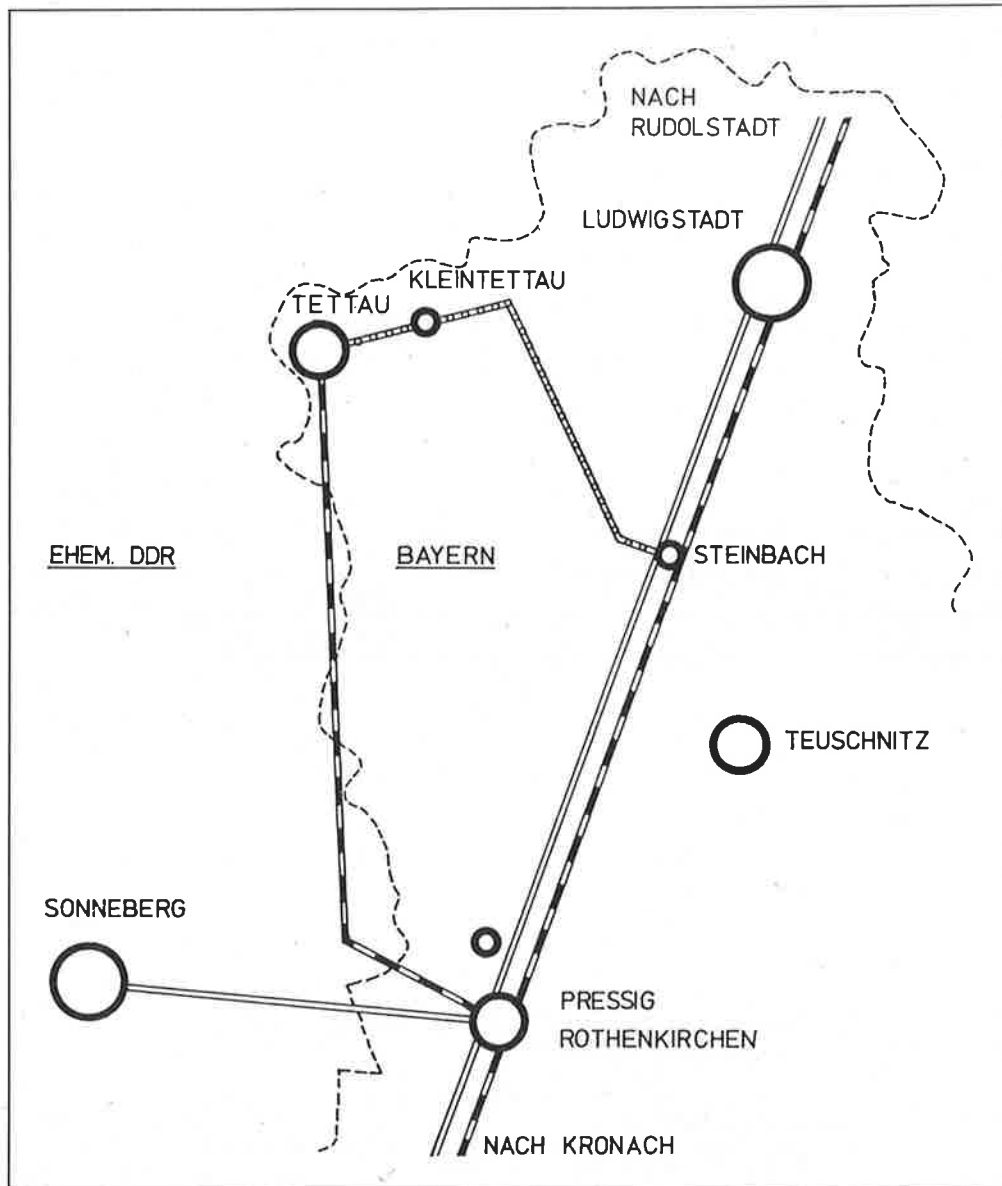 NACH
RUDOLSTADT
LUDWIGSTADT
KLEINTETTAU
TETTAU
EHEM. DDR
BAYERN
STEINBACH
TEUSCHNITZ
SONNEBERG
PRESSIG
ROTHENKIRCHEN
NACH KRONACH